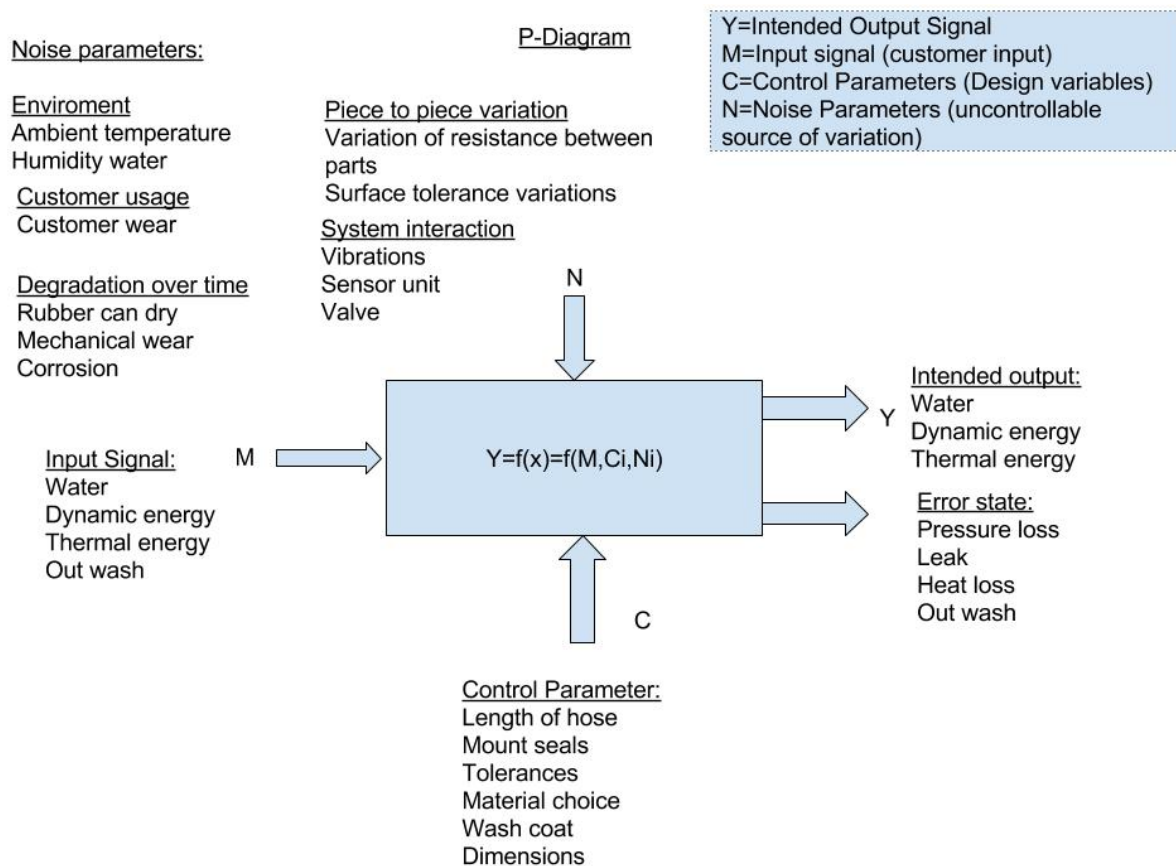 P-Diagram
Y=Intended Output Signal
M=Input signal (customer input)
C=Control Parameters (Design variables)
N=Noise Parameters (uncontrollable
source of variation)
Noise parameters:
Enviroment
Ambient temperature
Humidity water
Customer usage
Customer wear
Degradation over time
Rubber can dry
Mechanical wear
Corrosion
Piece to piece variation
Variation of resistance between
parts
Surface tolerance variations
System interaction
Vibrations
Sensor unit
Valve
N
Input Signal:
Water
Dynamic energy
Thermal energy
Out wash
M
Y=f(x)=f(M,Ci,Ni)
Y
Intended output:
Water
Dynamic energy
Thermal energy
Error state:
Pressure loss
Leak
Heat loss
Out wash
C
Control Parameter:
Length of hose
Mount seals
Tolerances
Material choice
Wash coat
Dimensions